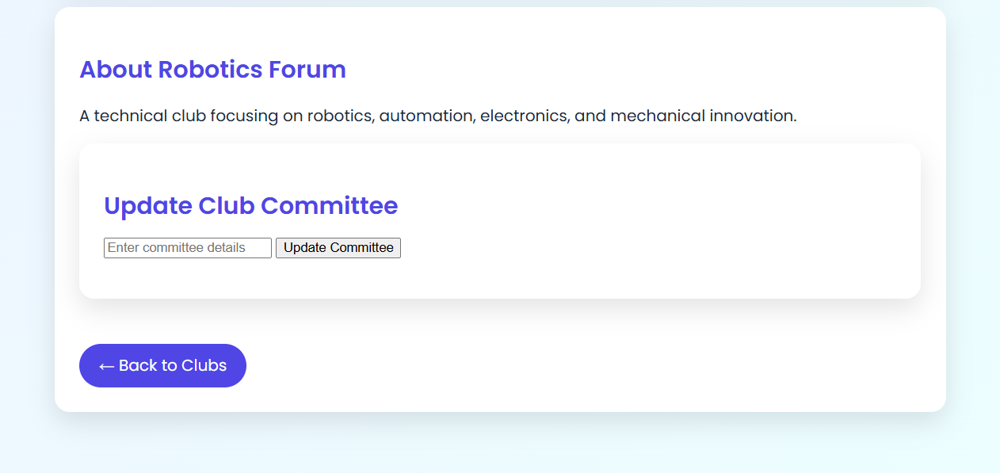 About Robotics Forum
A technical club focusing on robotics, automation, electronics, and mechanical innovation.
Update Club Committee
Enter committee details Update Committee
← Back to Clubs